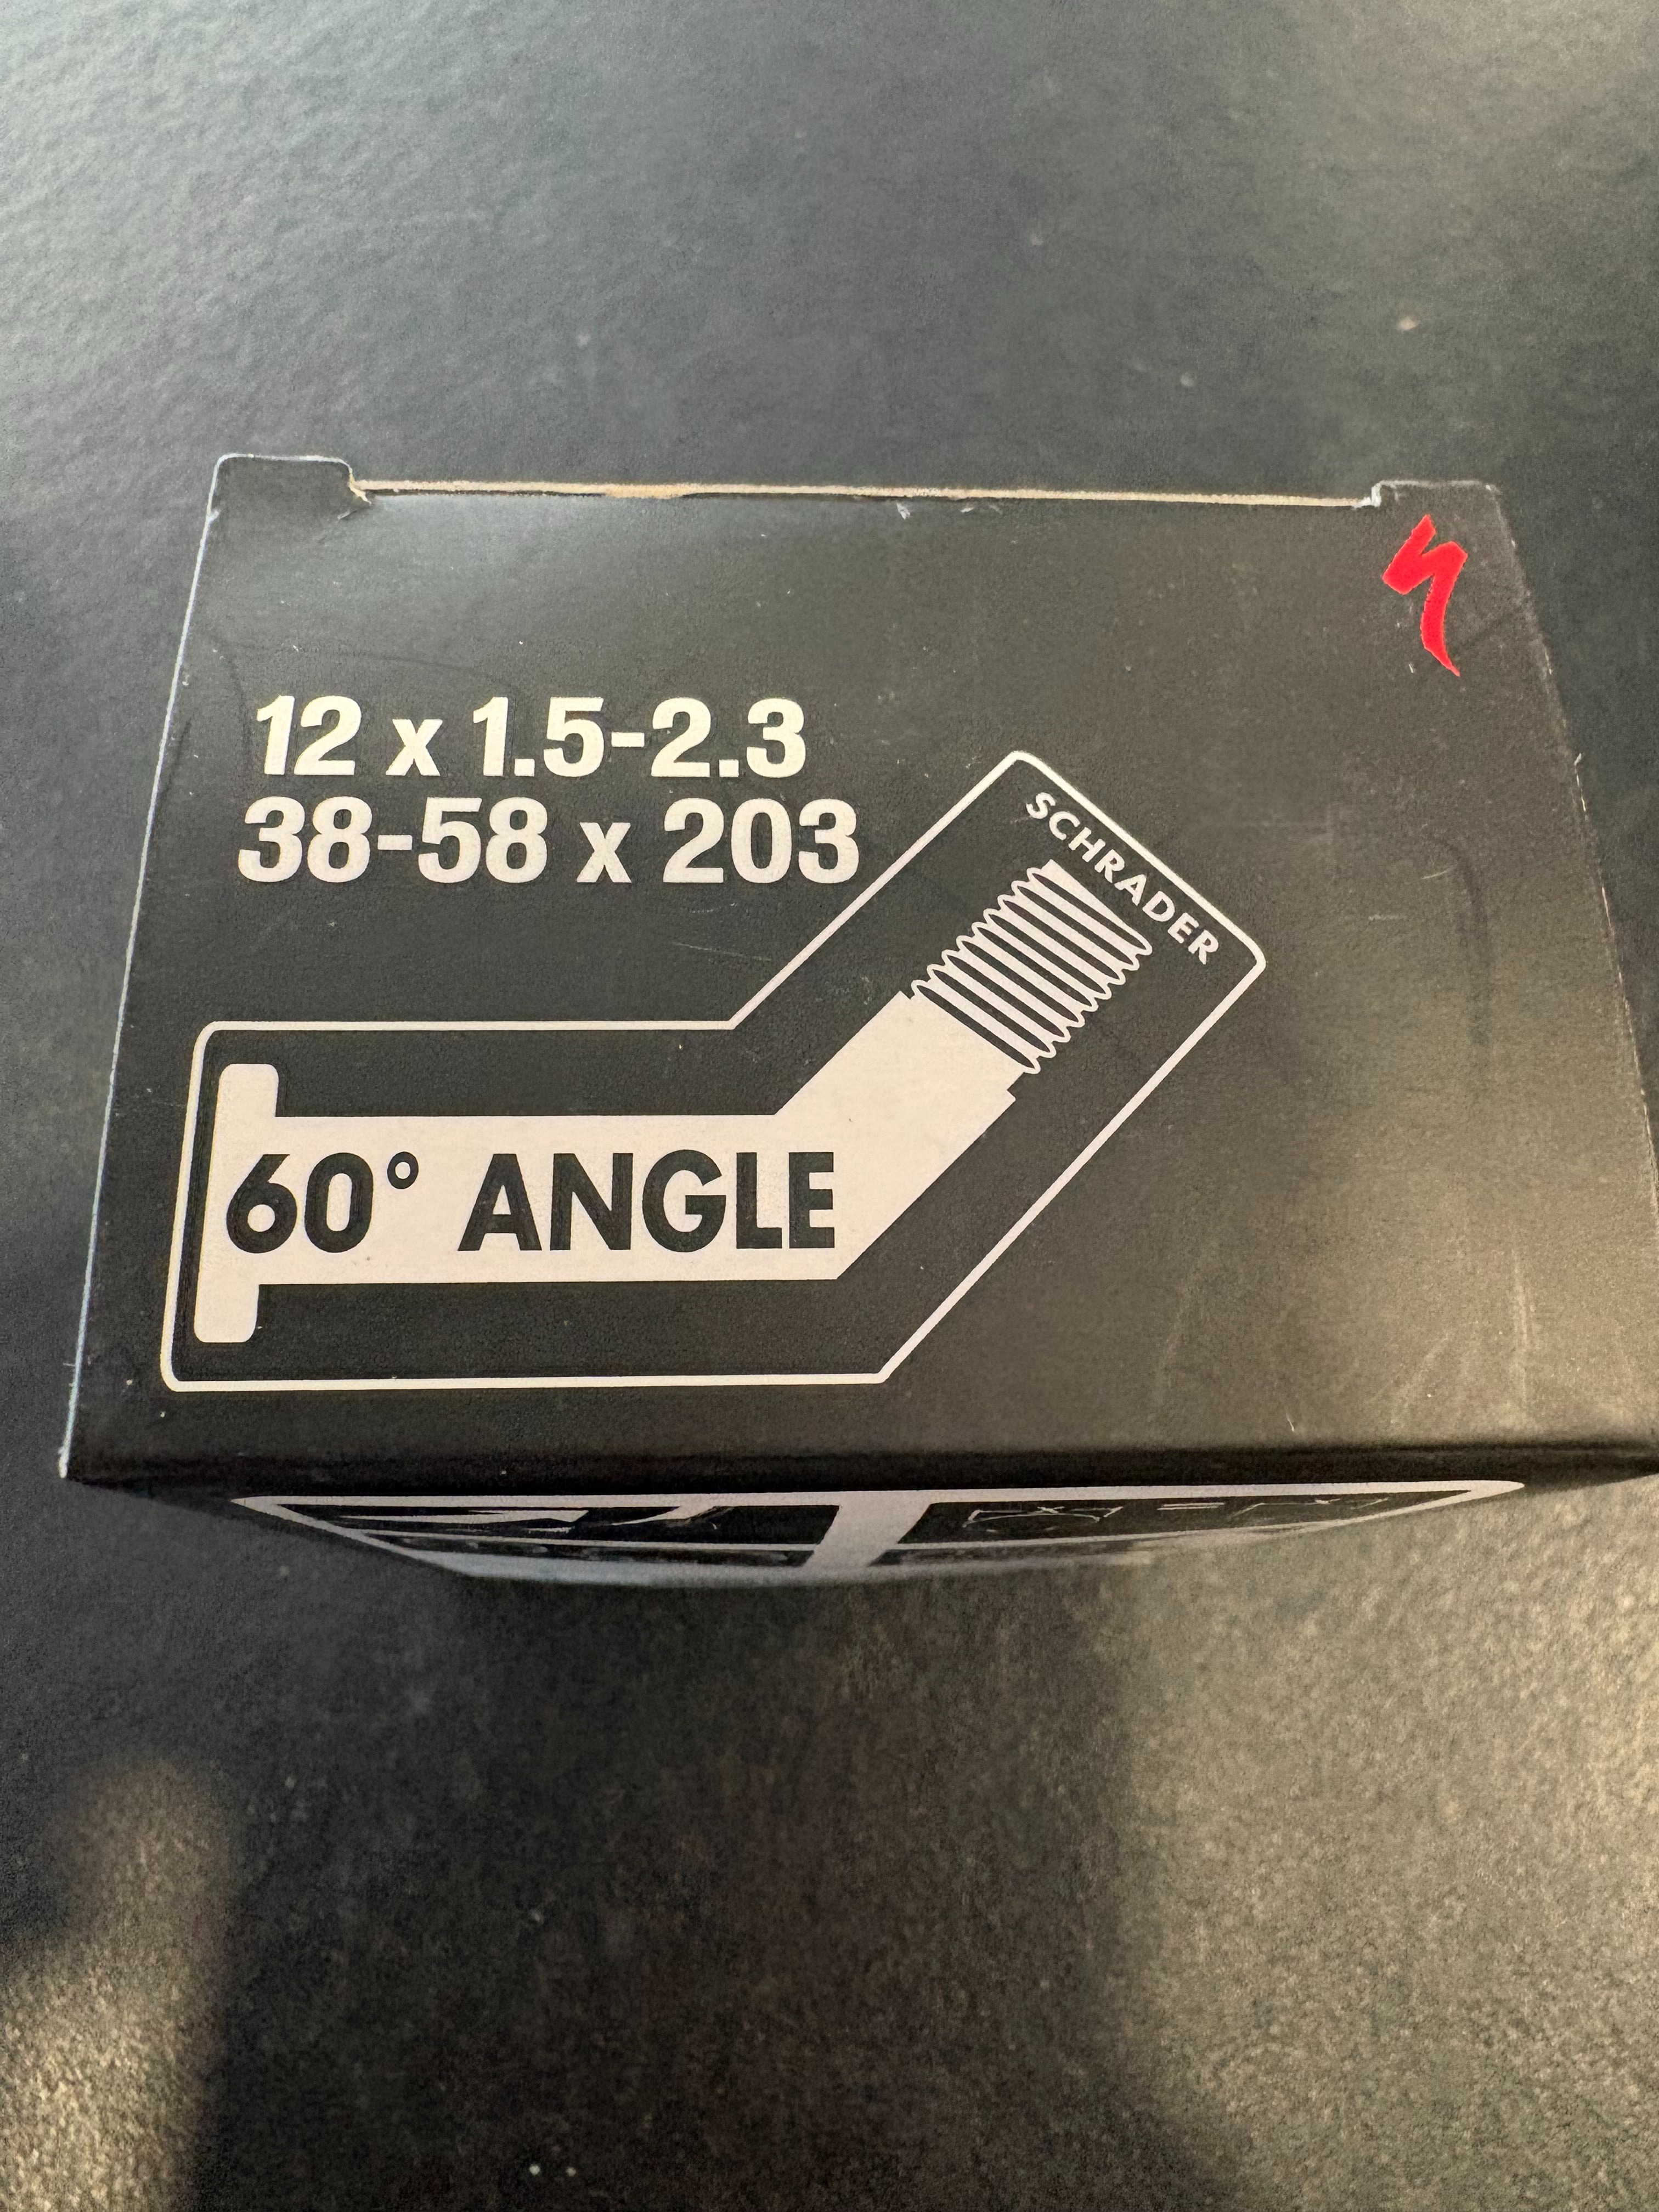 12 x 1.5-2.3
38-58 x 203
SCHRADER
60° ANGLE